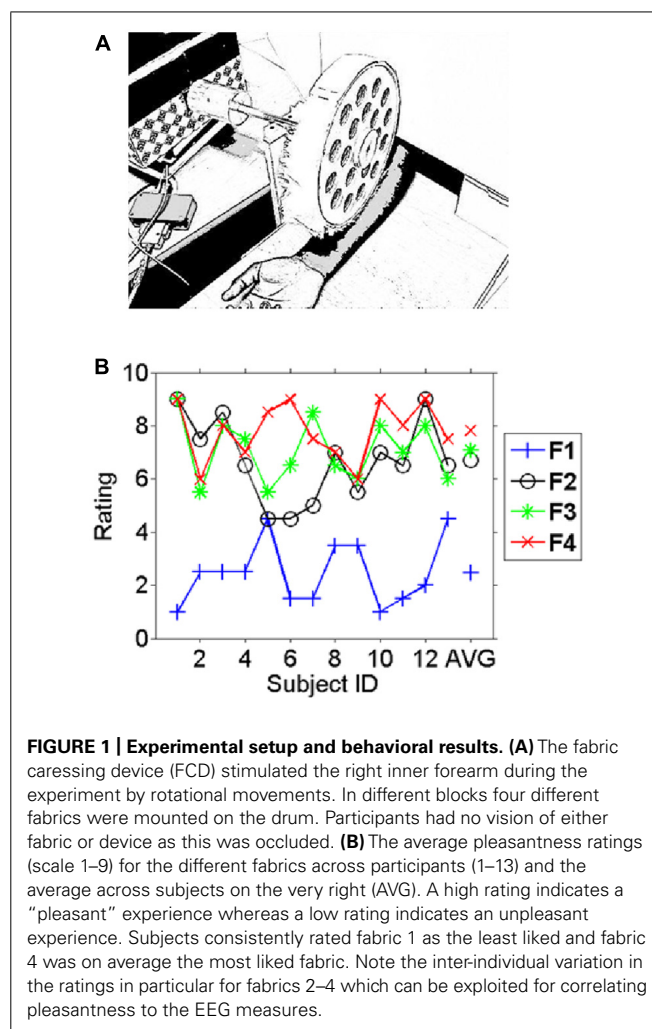 A
B
10
8
6
4
2
0
Rating
2 4 6 8 10 12 AVG
Subject ID
F1
F2
F3
F4
FIGURE 1 | Experimental setup and behavioral results. (A) The fabric
caressing device (FCD) stimulated the right inner forearm during the
experiment by rotational movements. In different blocks four different
fabrics were mounted on the drum. Participants had no vision of either
fabric or device as this was occluded. (B) The average pleasantness ratings
(scale 1–9) for the different fabrics across participants (1–13) and the
average across subjects on the very right (AVG). A high rating indicates a
“pleasant” experience whereas a low rating indicates an unpleasant
experience. Subjects consistently rated fabric 1 as the least liked and fabric
4 was on average the most liked fabric. Note the inter-individual variation in
the ratings in particular for fabrics 2–4 which can be exploited for correlating
pleasantness to the EEG measures.